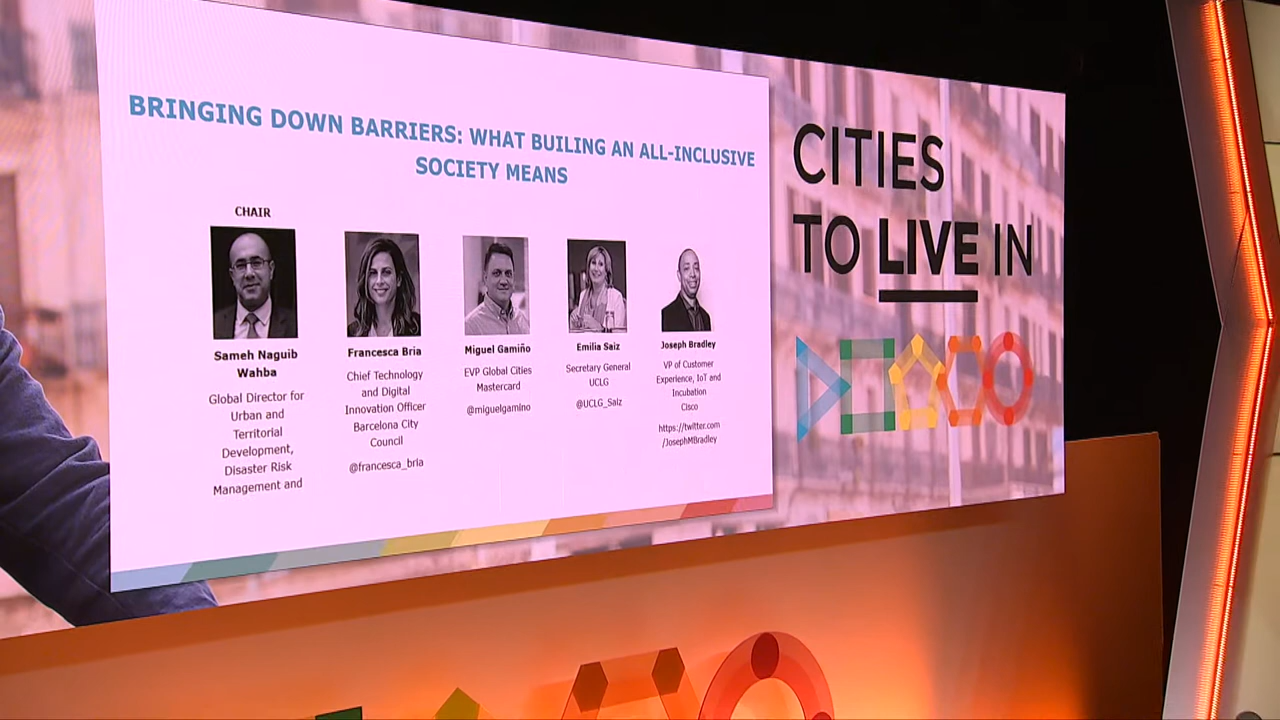 BRINGING DOWN BARRIERS: WHAT BUILING AN ALL-INCLUSIVE
SOCIETY MEANS
CHAIR
Sameh Naguib
Wahba
Global Director for
Urban and
Territorial
Development,
Disaster Risk
Management and
Francesca Bria
Chief Technology
and Digital
Innovation Officer
Barcelona City
Council
@francesca_bria
Miguel Gamiño
EVP Global Cities
Mastercard
@miguelgamino
Emilia Saiz
Secretary General
UCLG
@UCLG_Saiz
Joseph Bradley
VP of Customer
Experience, IoT and
Incubation
Cisco
https://twitter.com
/JosephMBradley
CITIES
TO LIVE IN